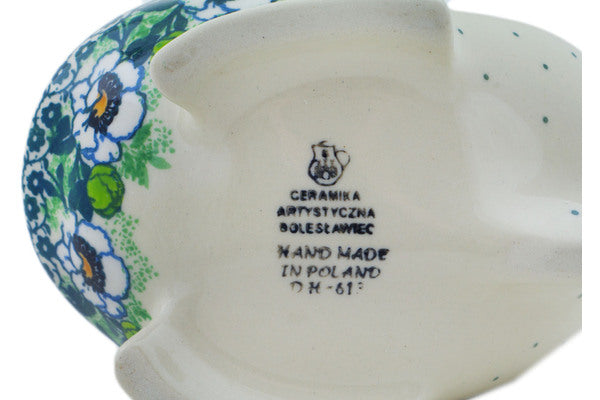 CERAMIKA
ARTYSTYCZNA
BOLESŁAWIEC
HAND MADE
IN POLAND